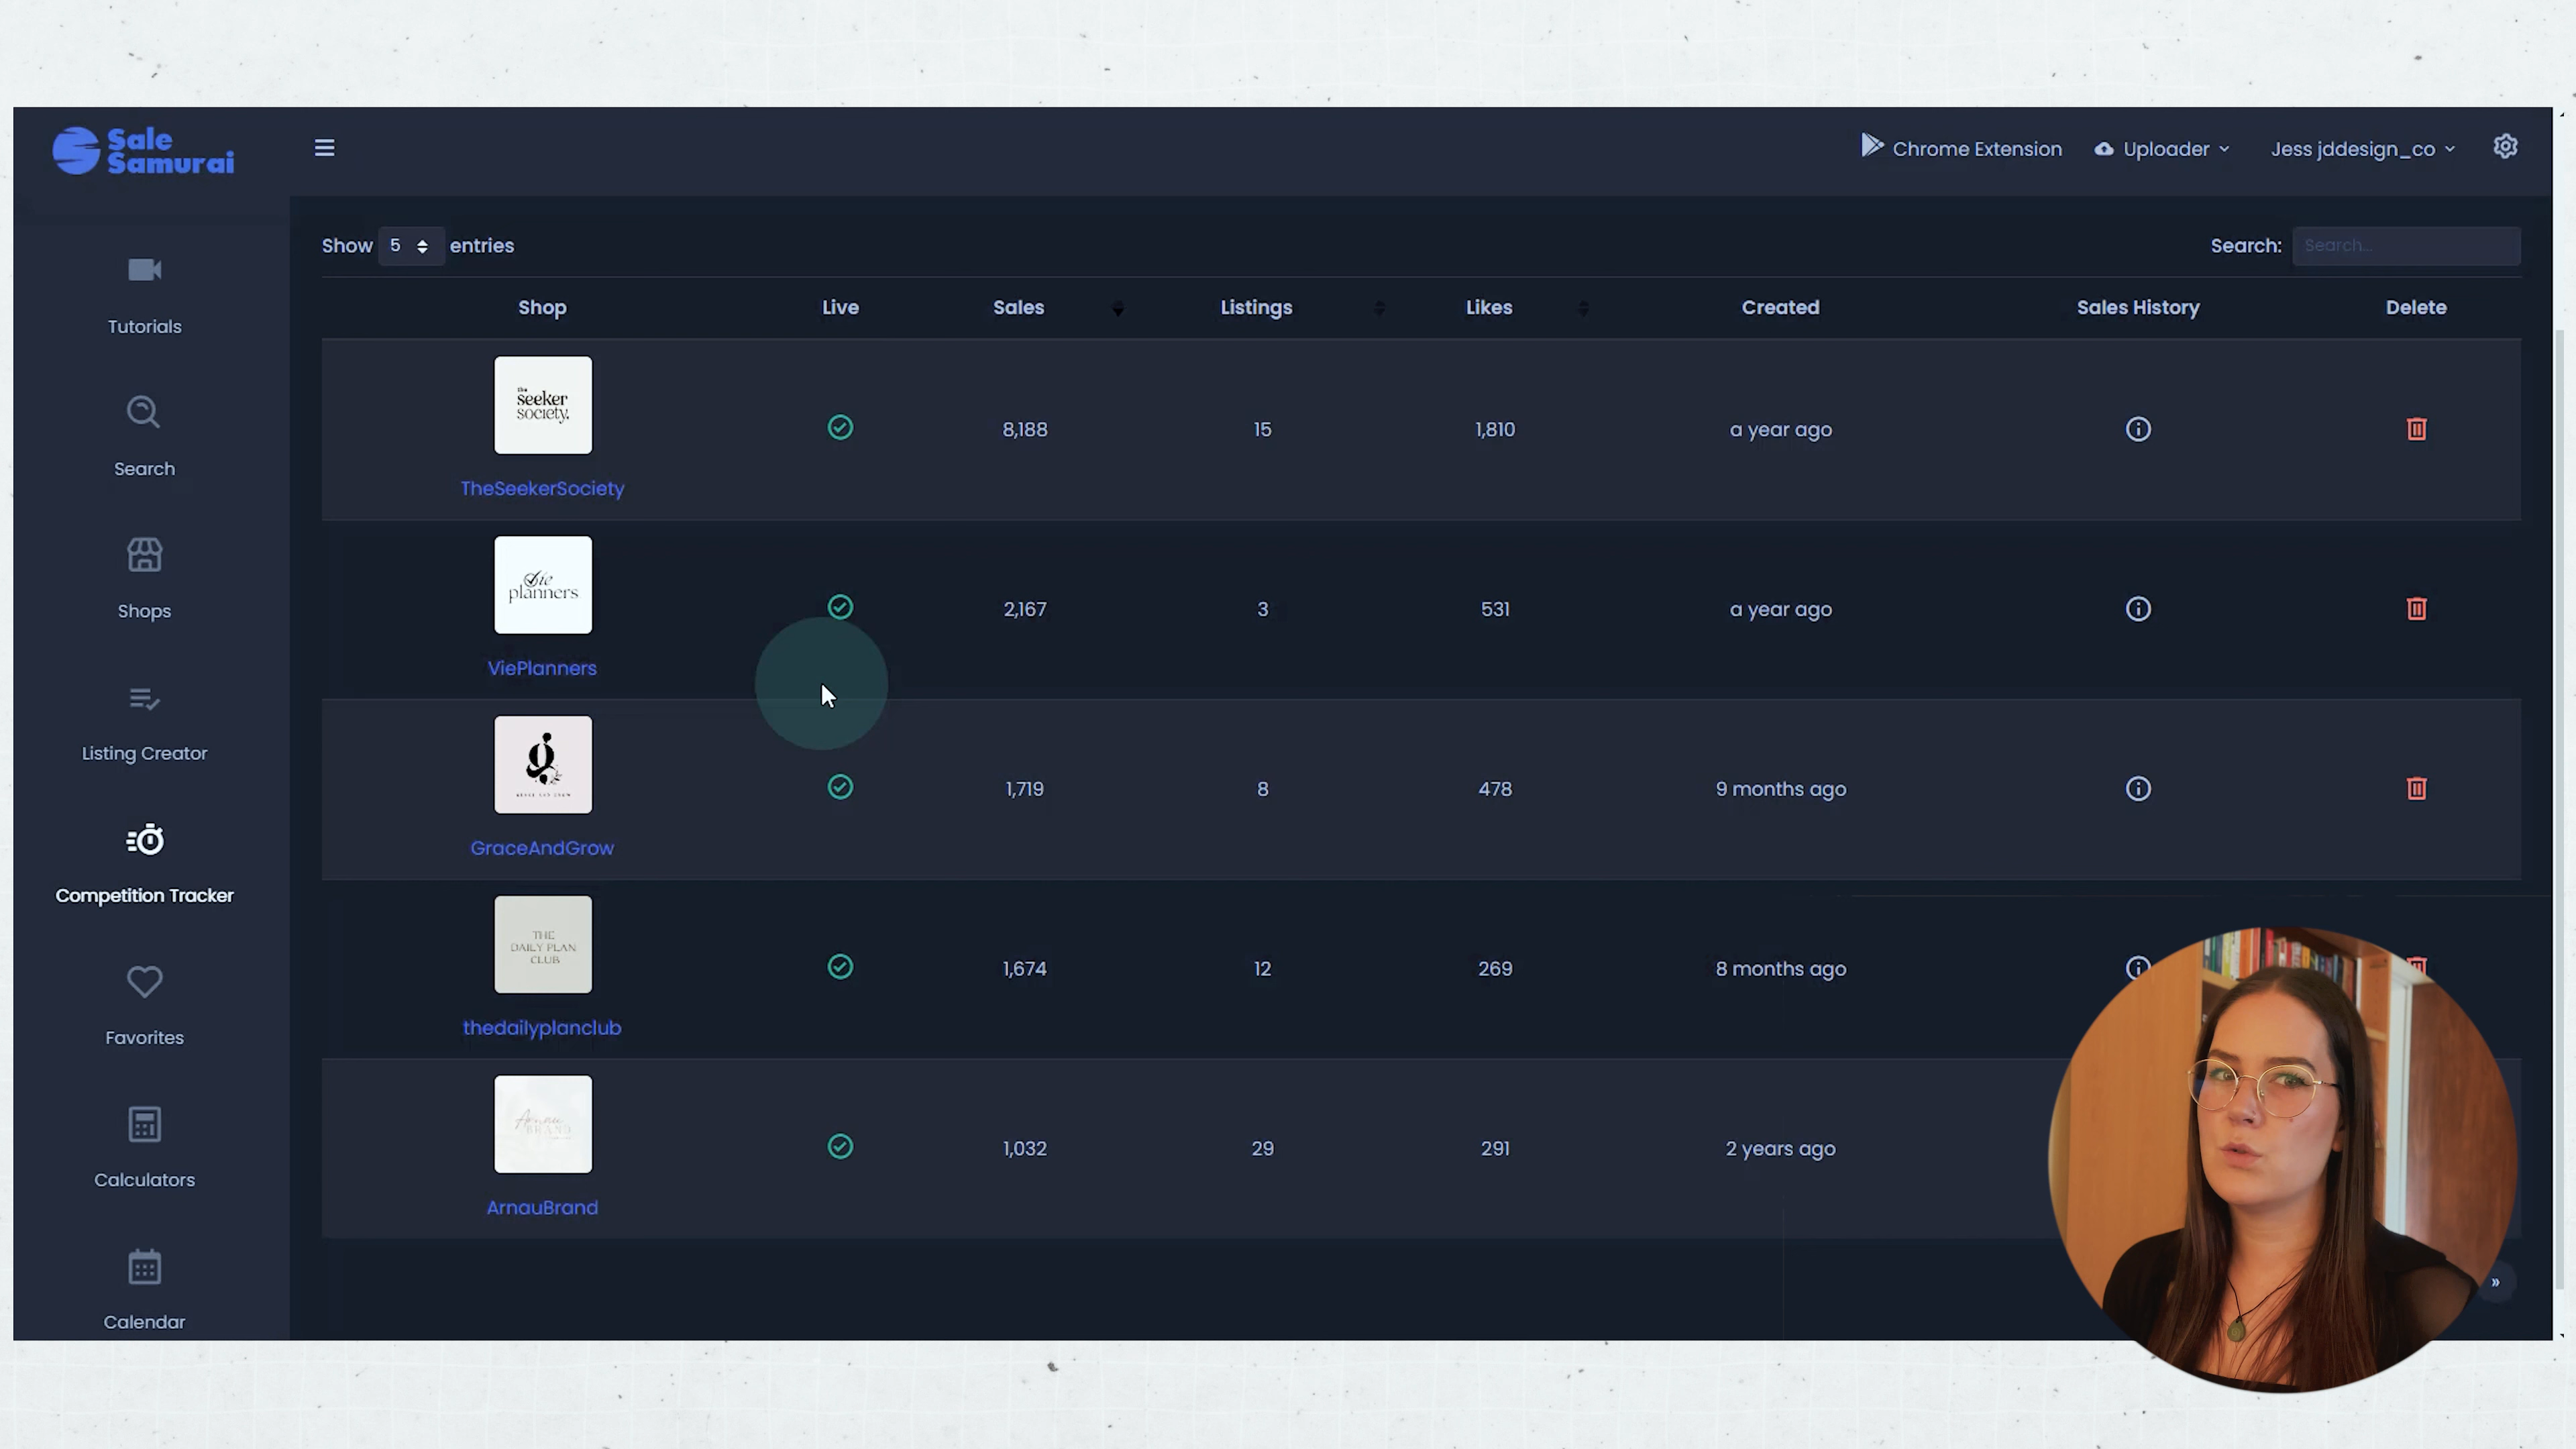 Sale
Samurai
Chrome Extension
Uploader
Jess jddesign_co
Show 5 entries
Search: Search...
Tutorials
Search
Shops
Listing Creator
Competition Tracker
Favorites
Calculators
Calendar
Shop Live Sales Listings Likes Created Sales History Delete
the
seeker
society.
TheSeekerSociety
8,188 15 1,810 a year ago
Vie
planners
ViePlanners
2,167 3 531 a year ago
g
GraceAndGrow
1,719 8 478 9 months ago
THE
DAILY PLAN
CLUB
thedailyplanclub
1,674 12 269 8 months ago
Arnau
BRAND
ArnauBrand
1,032 29 291 2 years ago
»